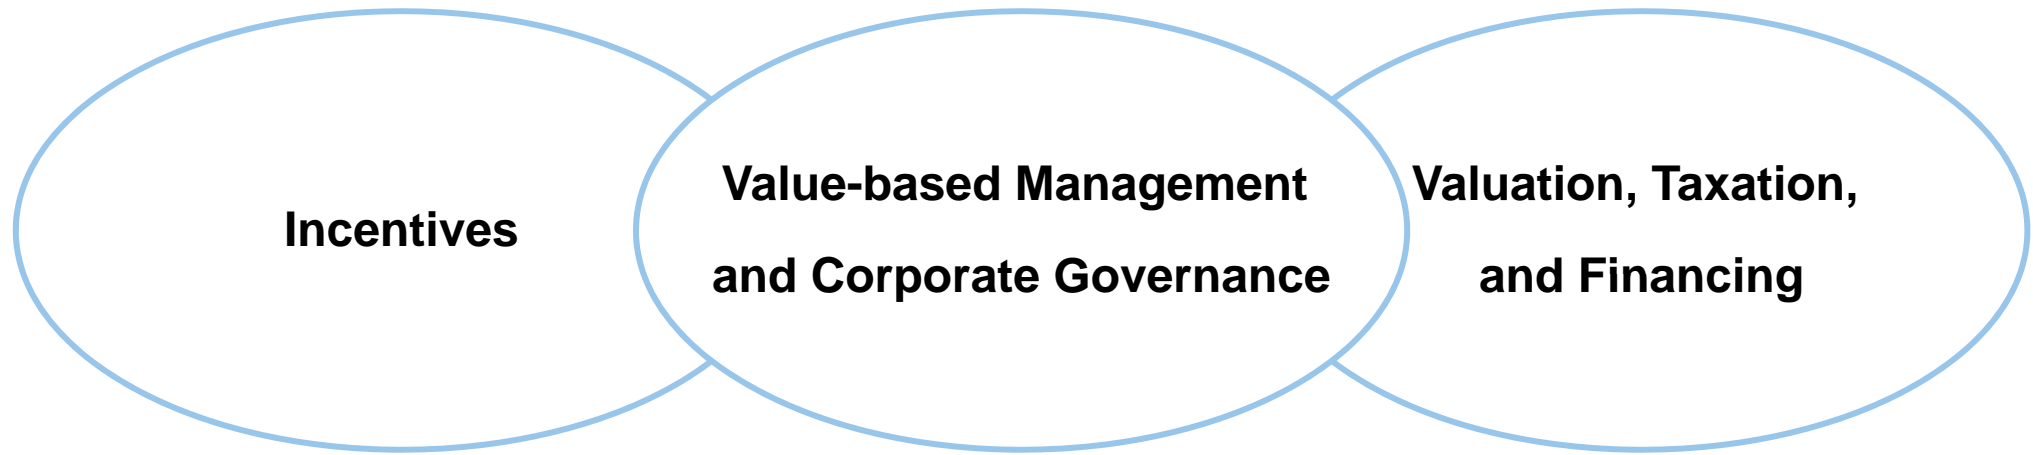 Incentives
Value-based Management
and Corporate Governance
Valuation, Taxation,
and Financing